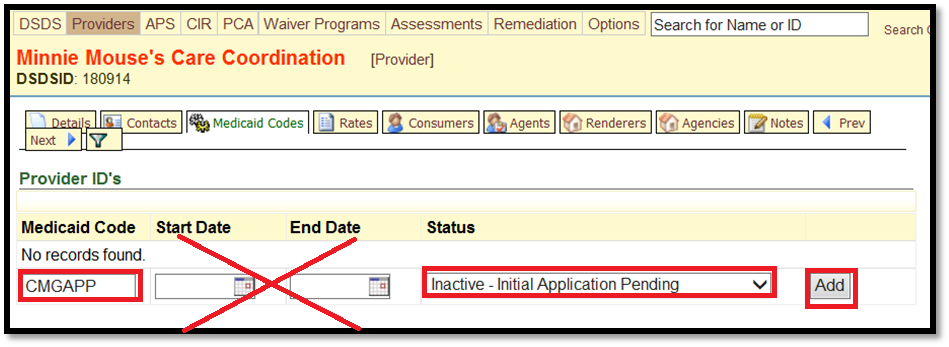 DSDS Providers APS CIR PCA Waiver Programs Assessments Remediation Options Search for Name or ID Search
Minnie Mouse's Care Coordination [Provider]
DSDSID: 180914
Details Contacts Medicaid Codes Rates Consumers Agents Renderers Agencies Notes Prev
Next
Provider ID's
Medicaid Code Start Date End Date Status
No records found.
CMGAPP Inactive - Initial Application Pending Add